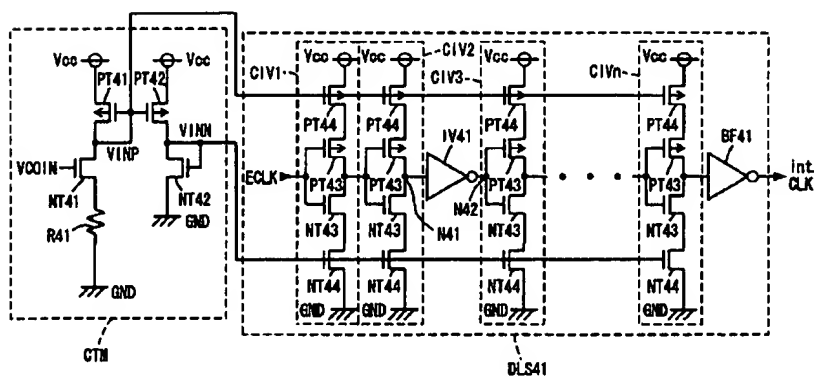 CIV1
CIV2
CIV3
CIVn
Vcc
Vcc
Vcc
Vcc
Vcc
Vcc
PT41
PT42
PT44
PT44
PT44
PT44
VINP
VINN
VCOIN
NT41
NT42
R41
GND
GND
ECLK
PT43
PT43
PT43
PT43
IV41
BF41
int.
CLK
N41
N42
NT43
NT43
NT43
NT43
NT44
NT44
NT44
NT44
GND
GND
GND
CTM
DLS41